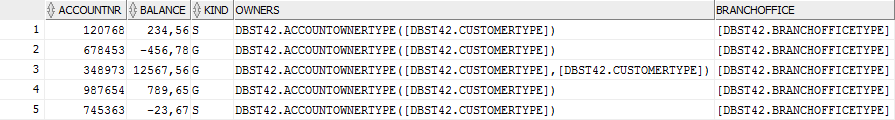 ACCOUNTNR BALANCE KIND OWNERS BRANCHOFFICE
1 120768 234,56 S DBST42.ACCOUNTOWNERTYPE([DBST42.CUSTOMERTYPE]) [DBST42.BRANCHOFFICETYPE]
2 678453 -456,78 G DBST42.ACCOUNTOWNERTYPE([DBST42.CUSTOMERTYPE]) [DBST42.BRANCHOFFICETYPE]
3 348973 12567,56 G DBST42.ACCOUNTOWNERTYPE([DBST42.CUSTOMERTYPE],[DBST42.CUSTOMERTYPE]) [DBST42.BRANCHOFFICETYPE]
4 987654 789,65 G DBST42.ACCOUNTOWNERTYPE([DBST42.CUSTOMERTYPE]) [DBST42.BRANCHOFFICETYPE]
5 745363 -23,67 S DBST42.ACCOUNTOWNERTYPE([DBST42.CUSTOMERTYPE]) [DBST42.BRANCHOFFICETYPE]